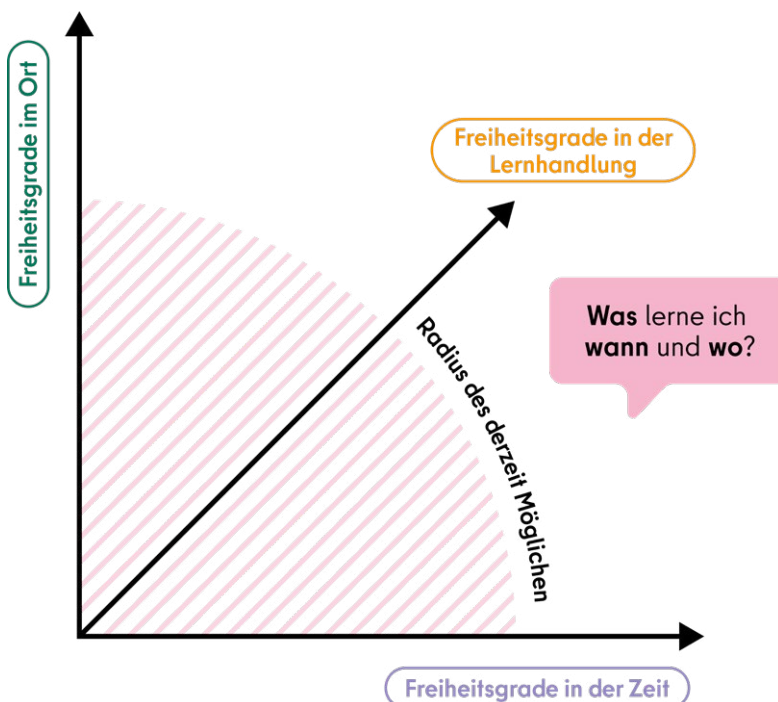 Freiheitsgrade im Ort
Freiheitsgrade in der
Lernhandlung
Was lerne ich
wann und wo?
Radius des derzeit Möglichen
Freiheitsgrade in der Zeit